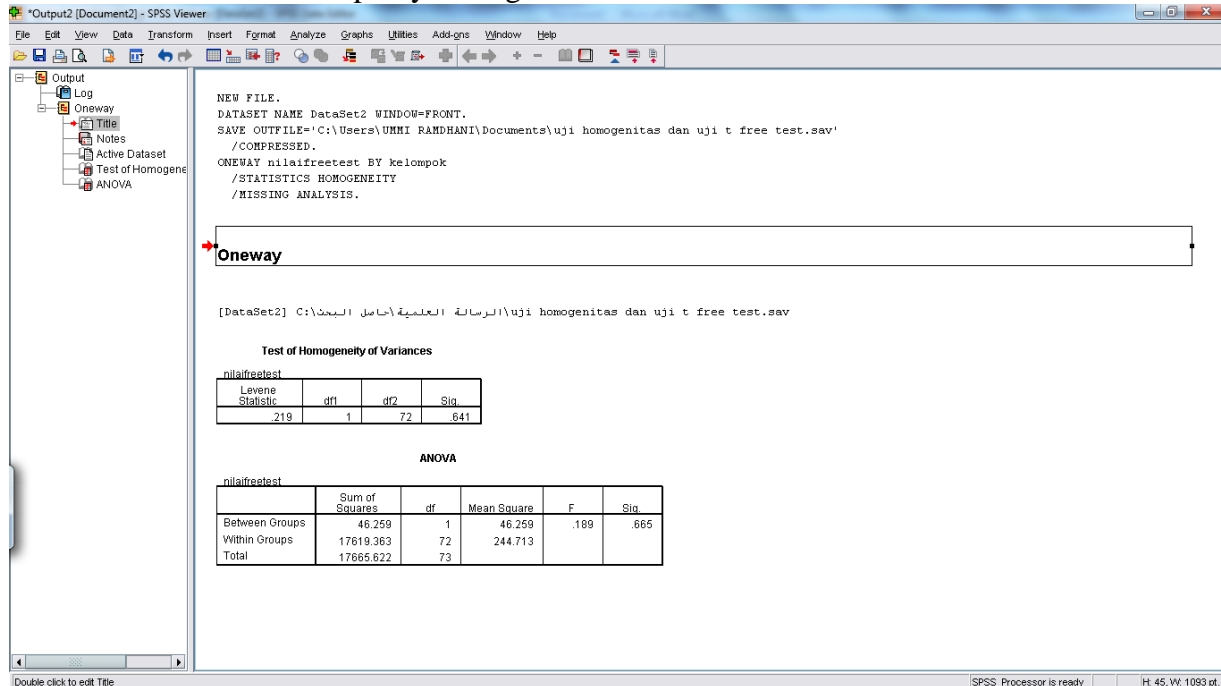 *Output2 [Document2] - SPSS Viewer
File Edit View Data Transform Insert Format Analyze Graphs Utilities Add-ons Window Help
Output
Log
Oneway
Title
Notes
Active Dataset
Test of Homogene
ANOVA
NEW FILE.
DATASET NAME DataSet2 WINDOW=FRONT.
SAVE OUTFILE='C:\Users\UMMI RAMDHANI\Documents\uji homogenitas dan uji t free test.sav'
/COMPRESSED.
ONEWAY nilaifreetest BY kelompok
/STATISTICS HOMOGENEITY
/MISSING ANALYSIS.
Oneway
[DataSet2] C:\الرسالة العلمية\حاصل البحث\uji homogenitas dan uji t free test.sav
Test of Homogeneity of Variances
nilaifreetest
Levene Statistic df1 df2 Sig.
.219 1 72 .641
ANOVA
nilaifreetest
Sum of Squares df Mean Square F Sig.
Between Groups 46.259 1 46.259 .189 .665
Within Groups 17619.363 72 244.713
Total 17665.622 73
Double click to edit Title
SPSS Processor is ready
H: 45, W: 1093 pt.